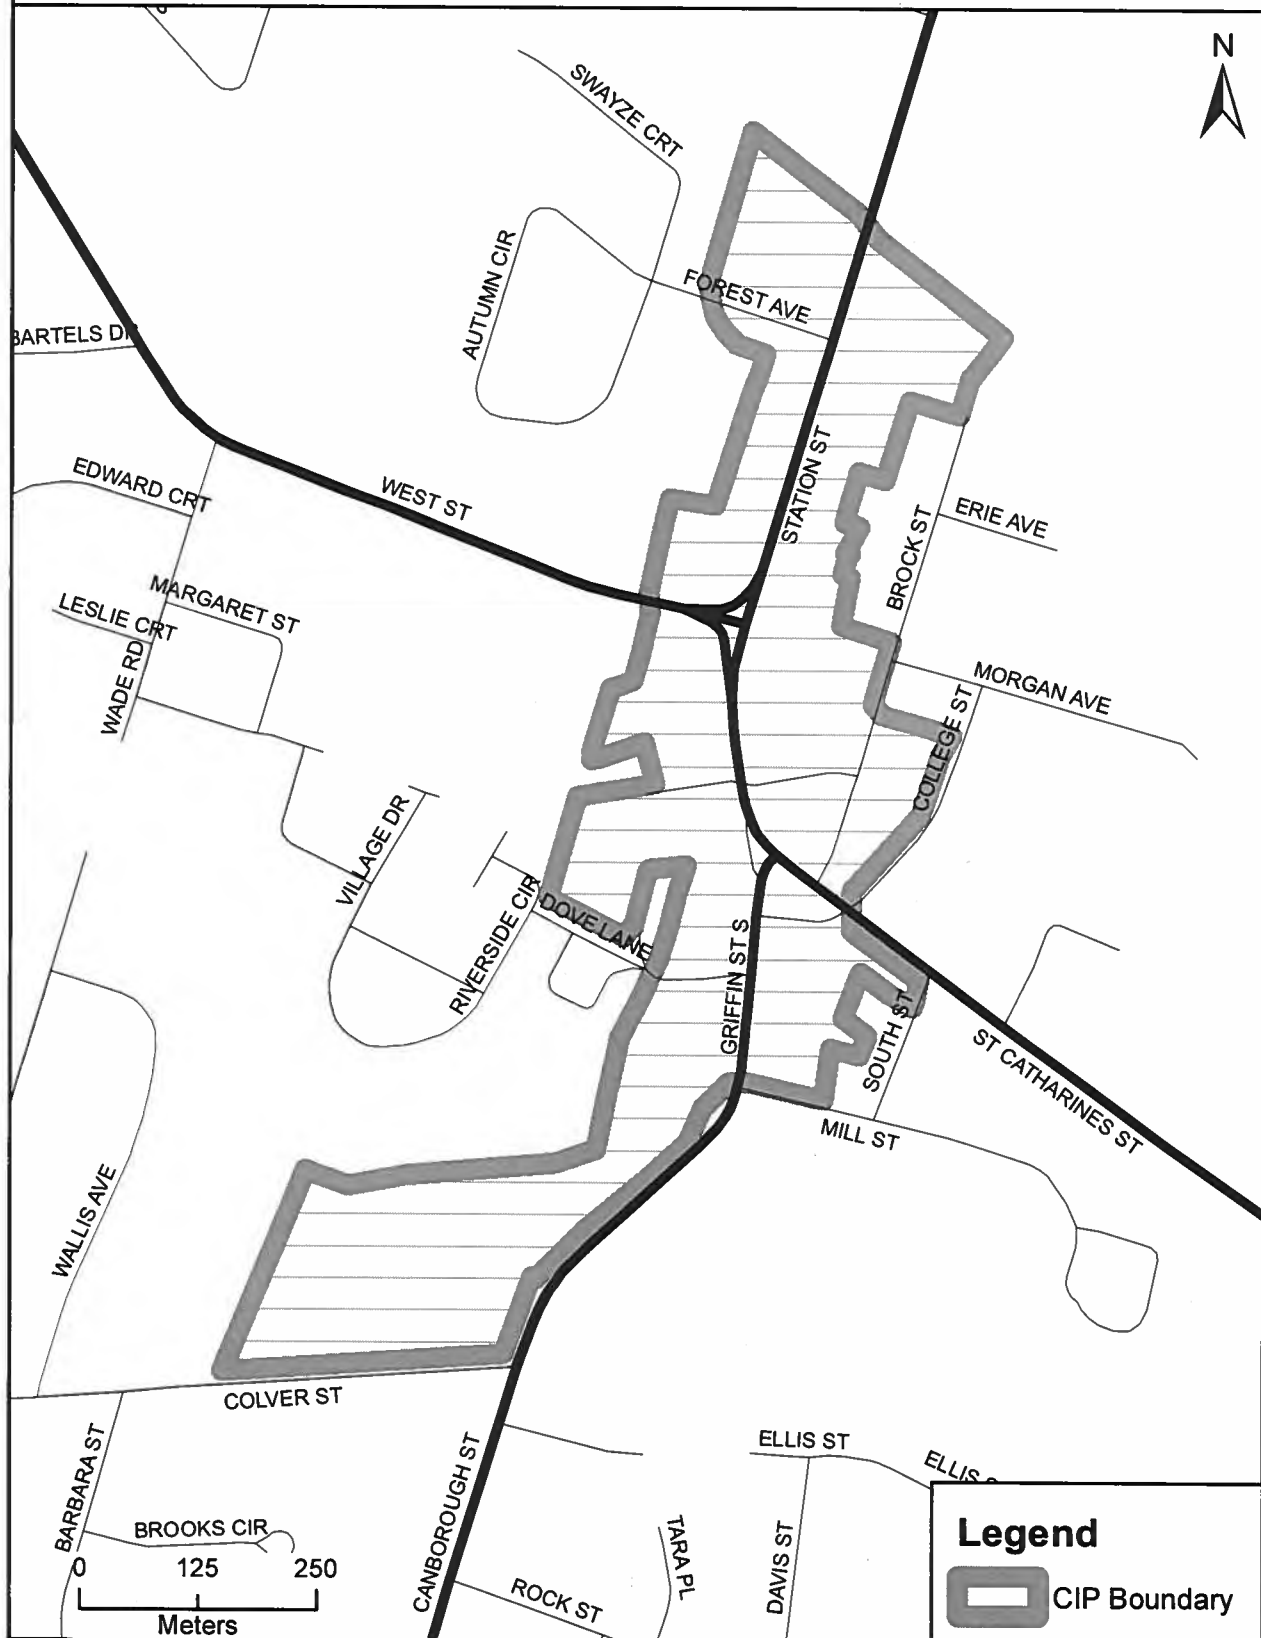 N
SWAYZE CRT
AUTUMN CIR
FOREST AVE
BARTELS DR
STATION ST
WEST ST
EDWARD CRT
ERIE AVE
BROCK ST
MARGARET ST
LESLIE CRT
WADE RD
MORGAN AVE
COLLEGE ST
VILLAGE DR
RIVERSIDE CIR
DOVE LANE
GRIFFIN ST S
SOUTH ST
ST CATHARINES ST
MILL ST
WALLIS AVE
COLVER ST
BARBARA ST
CANBOROUGH ST
ELLIS ST
ELLIS
BROOKS CIR
TARA PL
DAVIS ST
ROCK ST
0 125 250
Meters
Legend
CIP Boundary